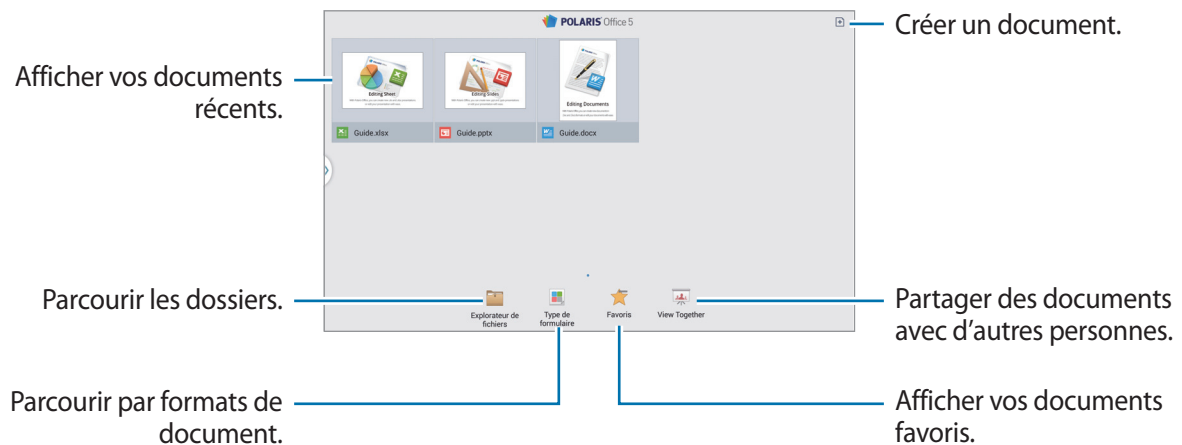 POLARIS Office 5
Créer un document.
Afficher vos documents
récents.
Editing Sheet
Editing Slides
Editing Documents
Guide.xlsx
Guide.pptx
Guide.docx
Parcourir les dossiers.
Explorateur de
fichiers
Type de
formulaire
Favoris
View Together
Partager des documents
avec d'autres personnes.
Parcourir par formats de
document.
Afficher vos documents
favoris.